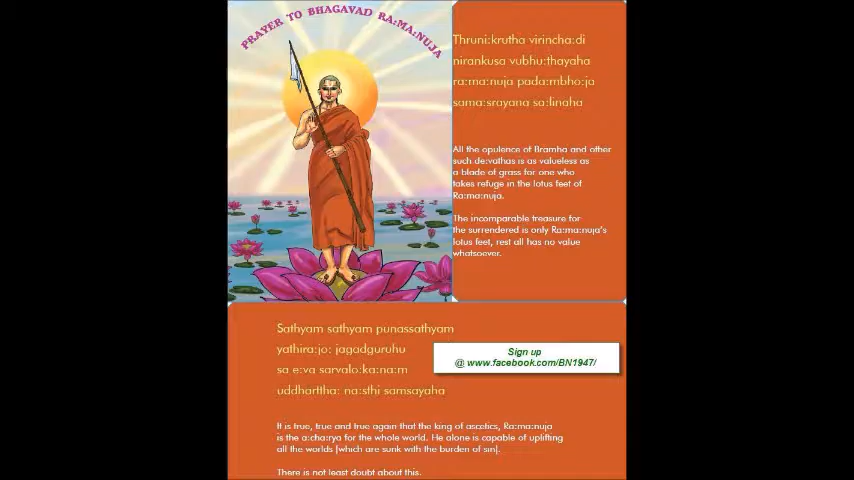 PRAYER TO BHAGAVAD RA:MA:NUJA
Thruni:krutha virincha:di
nirankusa vubhu:thayaha
ra:ma:nuja pada:mbho:ja
sama:srayana sa:linaha
All the opulence of Bramha and other
such de:vathas is as valueless as
a blade of grass for one who
takes refuge in the lotus feet of
Ra:ma:nuja.
The incomparable treasure for
the surrendered is only Ra:ma:nuja's
lotus feet, rest all has no value
whatsoever.
Sathyam sathyam punassathyam
yathira:jo: jagadguruhu
sa e:va sarvalo:ka:na:m
uddharttha: na:sthi samsayaha
Sign up
@ www.facebook.com/BN1947/
It is true, true and true again that the king of ascetics, Ra:ma:nuja
is the a:cha:rya for the whole world. He alone is capable of uplifting
all the worlds [which are sunk with the burden of sin].
There is not least doubt about this.